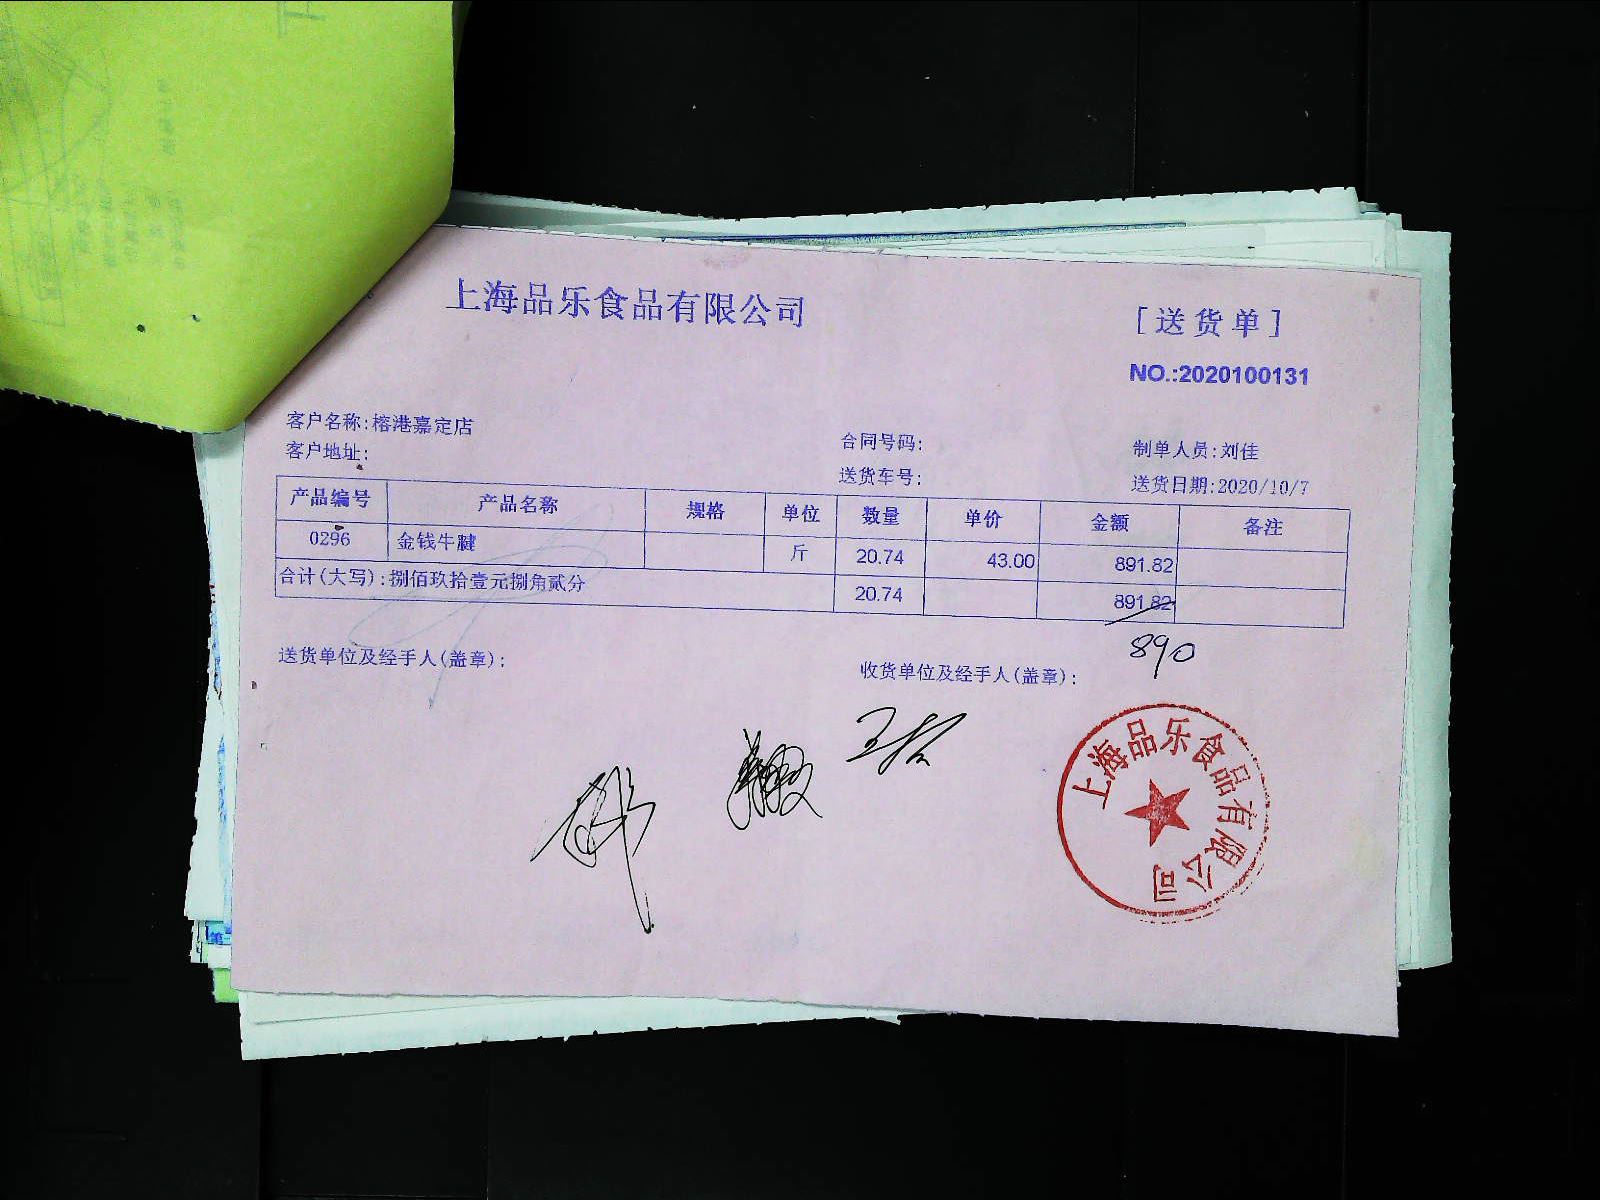 上海品乐食品有限公司
[送货单]
NO.:2020100131
客户名称:榕港嘉定店
合同号码:
制单人员:刘佳
客户地址:
送货车号:
送货日期:2020/10/7
产品编号 产品名称 规格 单位 数量 单价 金额 备注
0296 金钱牛腱 斤 20.74 43.00 891.82
合计(大写):捌佰玖拾壹元捌角贰分 20.74 891.82
890
送货单位及经手人(盖章):
收货单位及经手人(盖章):
上海品乐食品有限公司